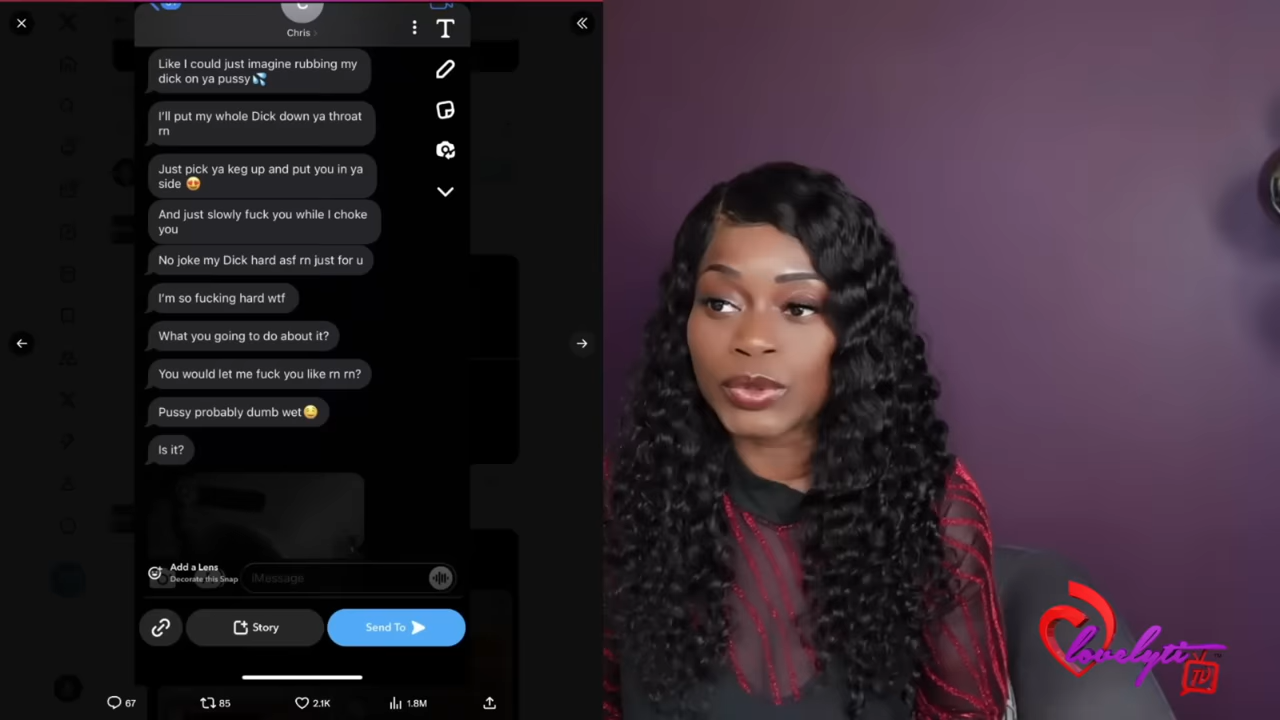 Chris
Like I could just imagine rubbing my
dick on ya pussy💦
I'll put my whole Dick down ya throat
rn
Just pick ya keg up and put you in ya
side 😍
And just slowly fuck you while I choke
you
No joke my Dick hard asf rn just for u
I'm so fucking hard wtf
What you going to do about it?
You would let me fuck you like rn rn?
Pussy probably dumb wet🤤
Is it?
Add a Lens
Decorate this Snap
iMessage
Story
Send To
67
85
2.1K
1.8M
T
lovelyti
TV